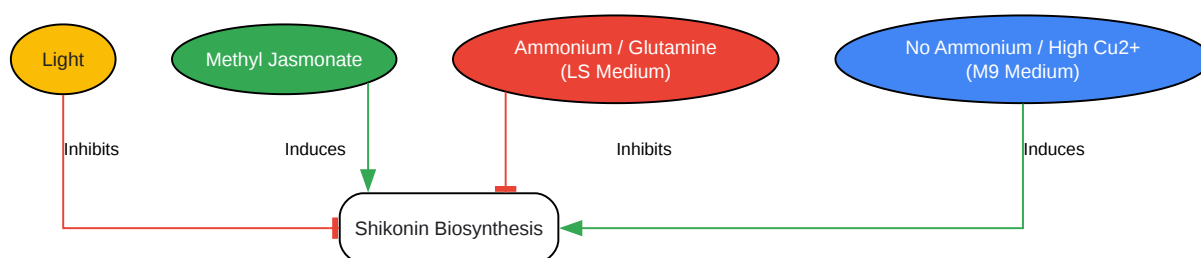 Light
Methyl Jasmonate
Ammonium / Glutamine
(LS Medium)
No Ammonium / High Cu2+
(M9 Medium)
Inhibits
Induces
Inhibits
Induces
Shikonin Biosynthesis